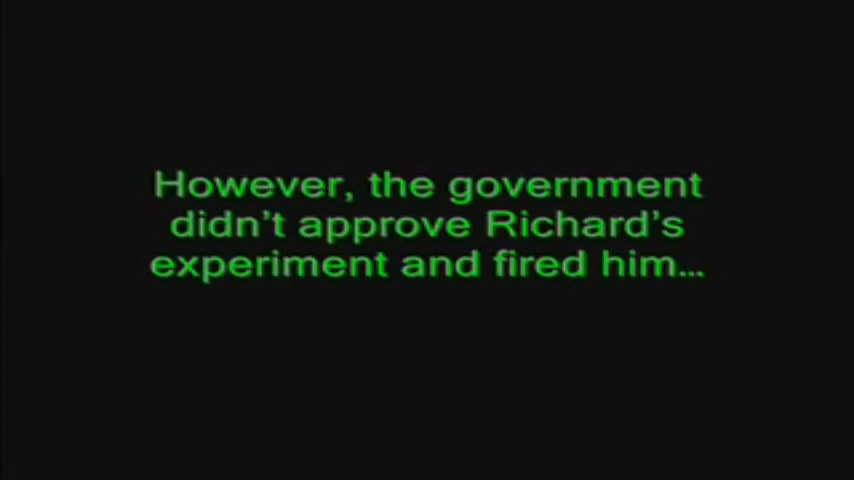 However, the government
didn't approve Richard's
experiment and fired him...